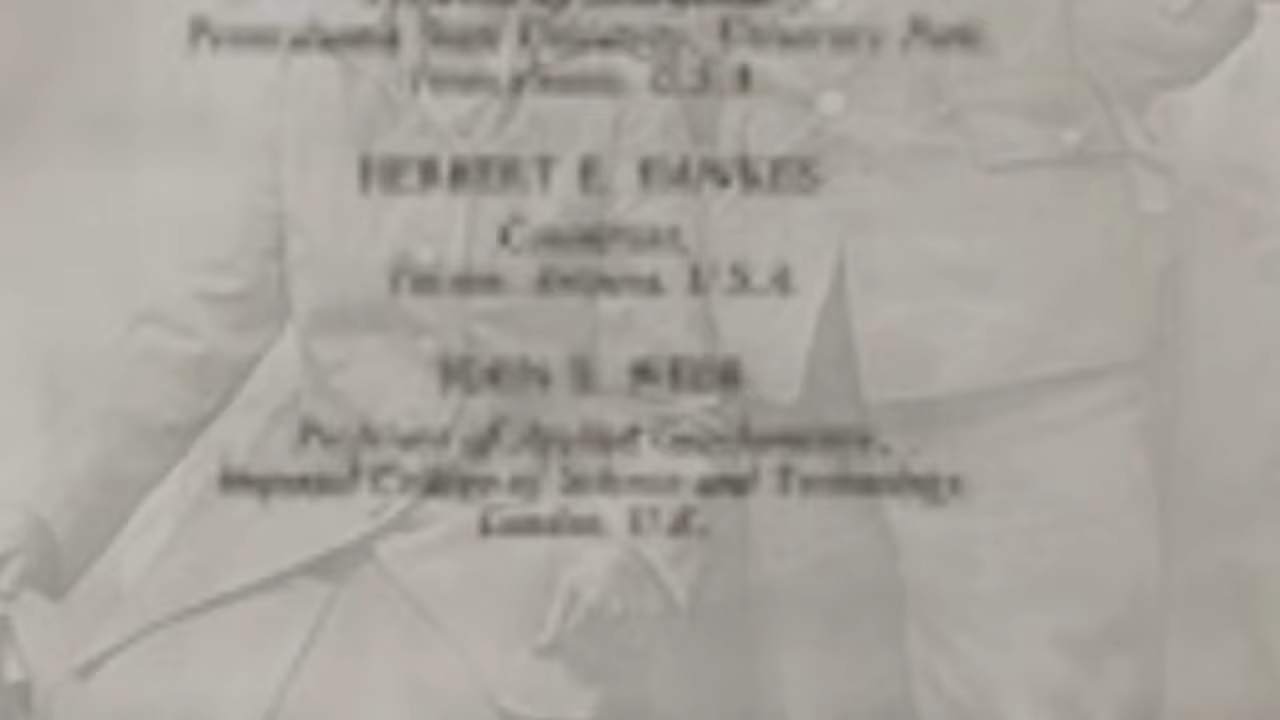 Pennsylvania State University, University Park,
Pennsylvania, U.S.A.
HERBERT E. HAWKES
Consultant,
Tucson, Arizona, U.S.A.
JOHN S. WEBB
Professor of Applied Geochemistry,
Imperial College of Science and Technology,
London, U.K.